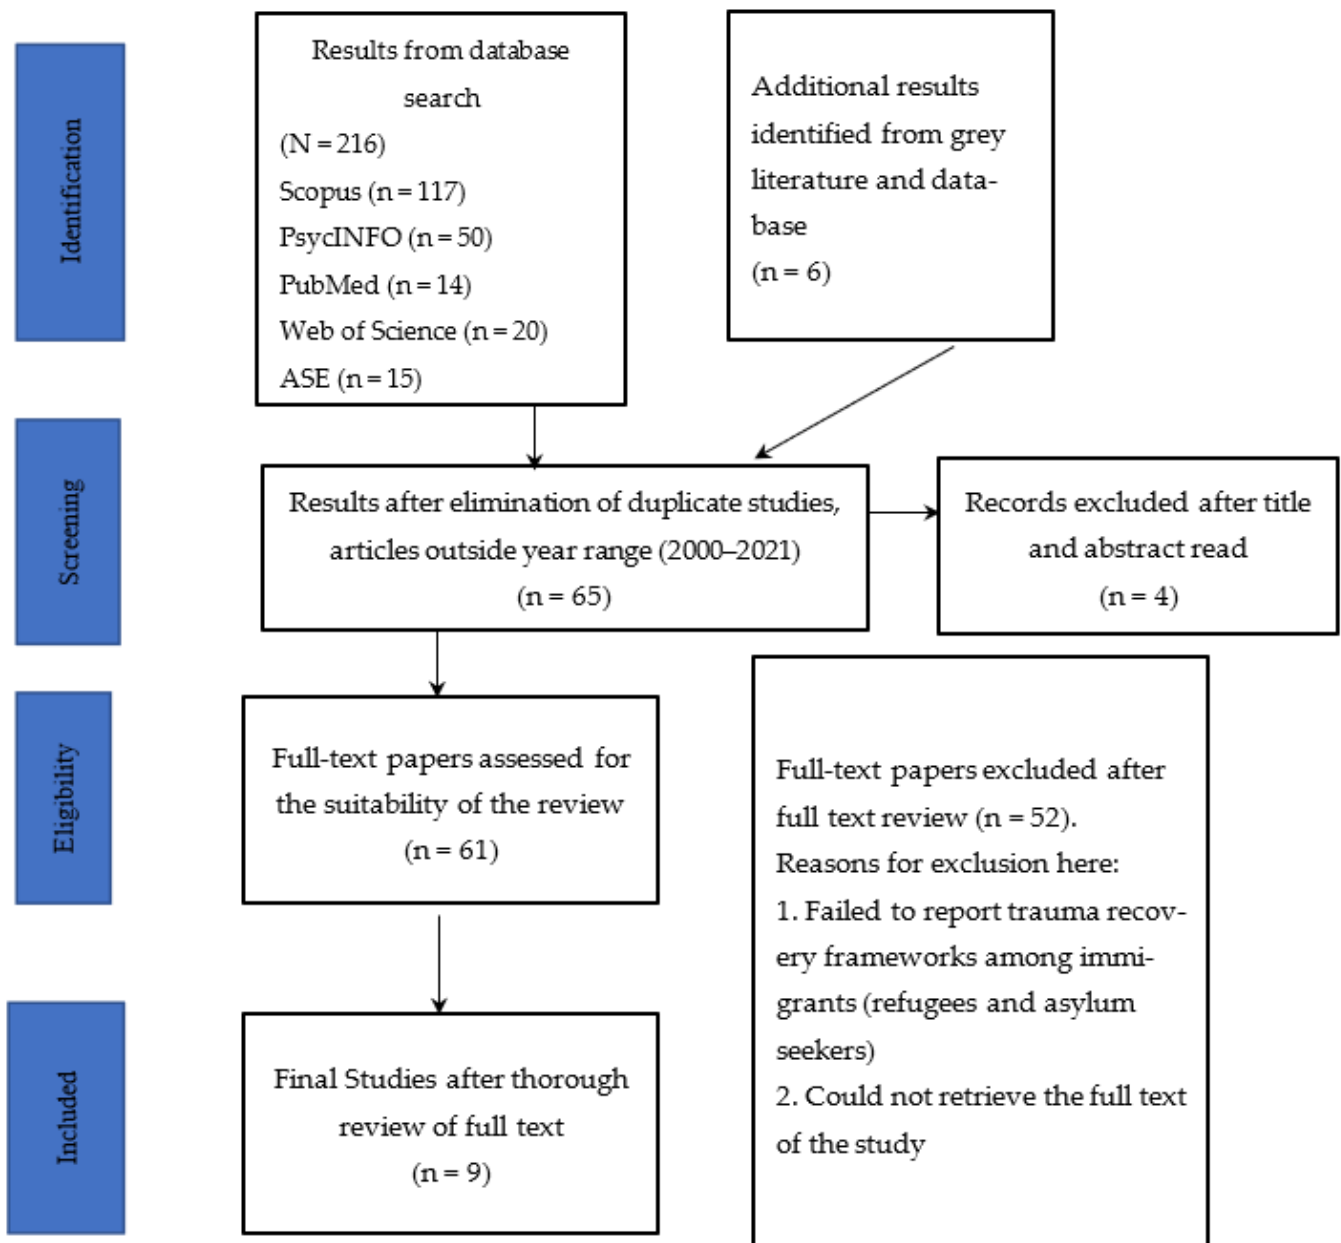 Identification
Results from database
search
(N = 216)
Scopus (n = 117)
PsycINFO (n = 50)
PubMed (n = 14)
Web of Science (n = 20)
ASE (n = 15)
Additional results
identified from grey
literature and data-
base
(n = 6)
Screening
Results after elimination of duplicate studies,
articles outside year range (2000–2021)
(n = 65)
Records excluded after title
and abstract read
(n = 4)
Eligibility
Full-text papers assessed for
the suitability of the review
(n = 61)
Full-text papers excluded after
full text review (n = 52).
Reasons for exclusion here:
1. Failed to report trauma recov-
ery frameworks among immi-
grants (refugees and asylum
seekers)
2. Could not retrieve the full text
of the study
Included
Final Studies after thorough
review of full text
(n = 9)